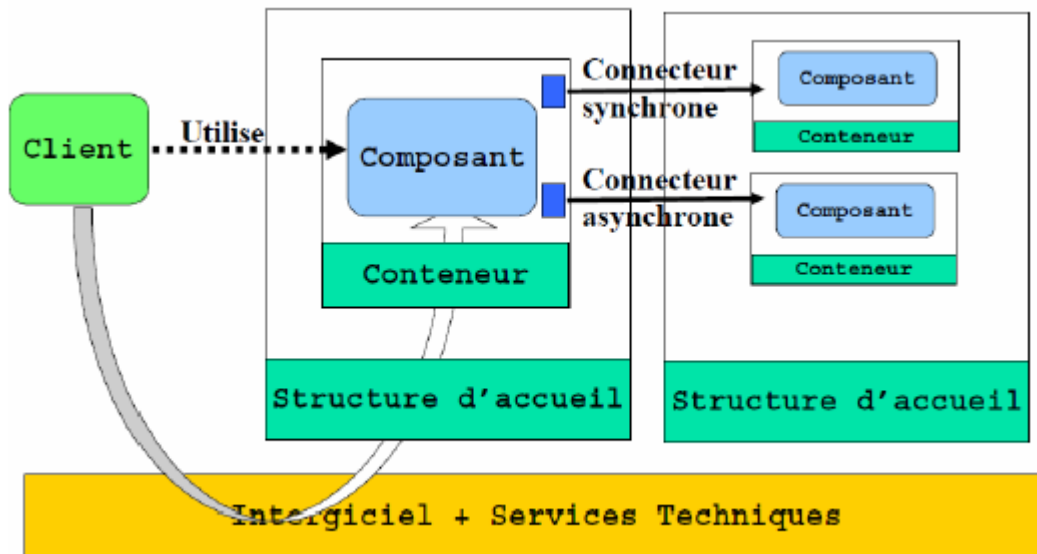 Client
Utilise
Composant
Conteneur
Structure d'accueil
Connecteur
synchrone
Connecteur
asynchrone
Composant
Conteneur
Composant
Conteneur
Structure d'accueil
Intergiciel + Services Techniques